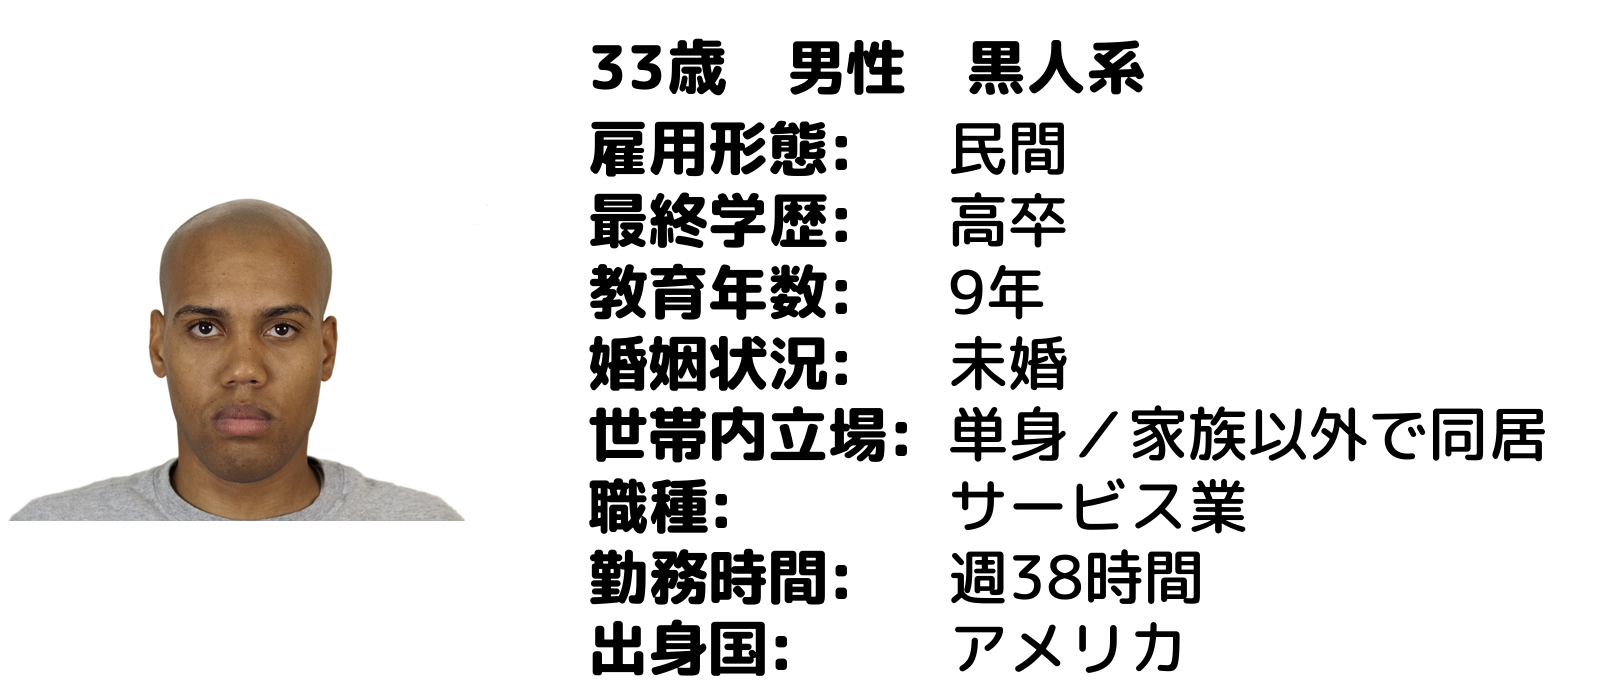 33歳　男性　黒人系
雇用形態:　民間
最終学歴:　高卒
教育年数:　9年
婚姻状況:　未婚
世帯内立場:　単身／家族以外で同居
職種:　サービス業
勤務時間:　週38時間
出身国:　アメリカ